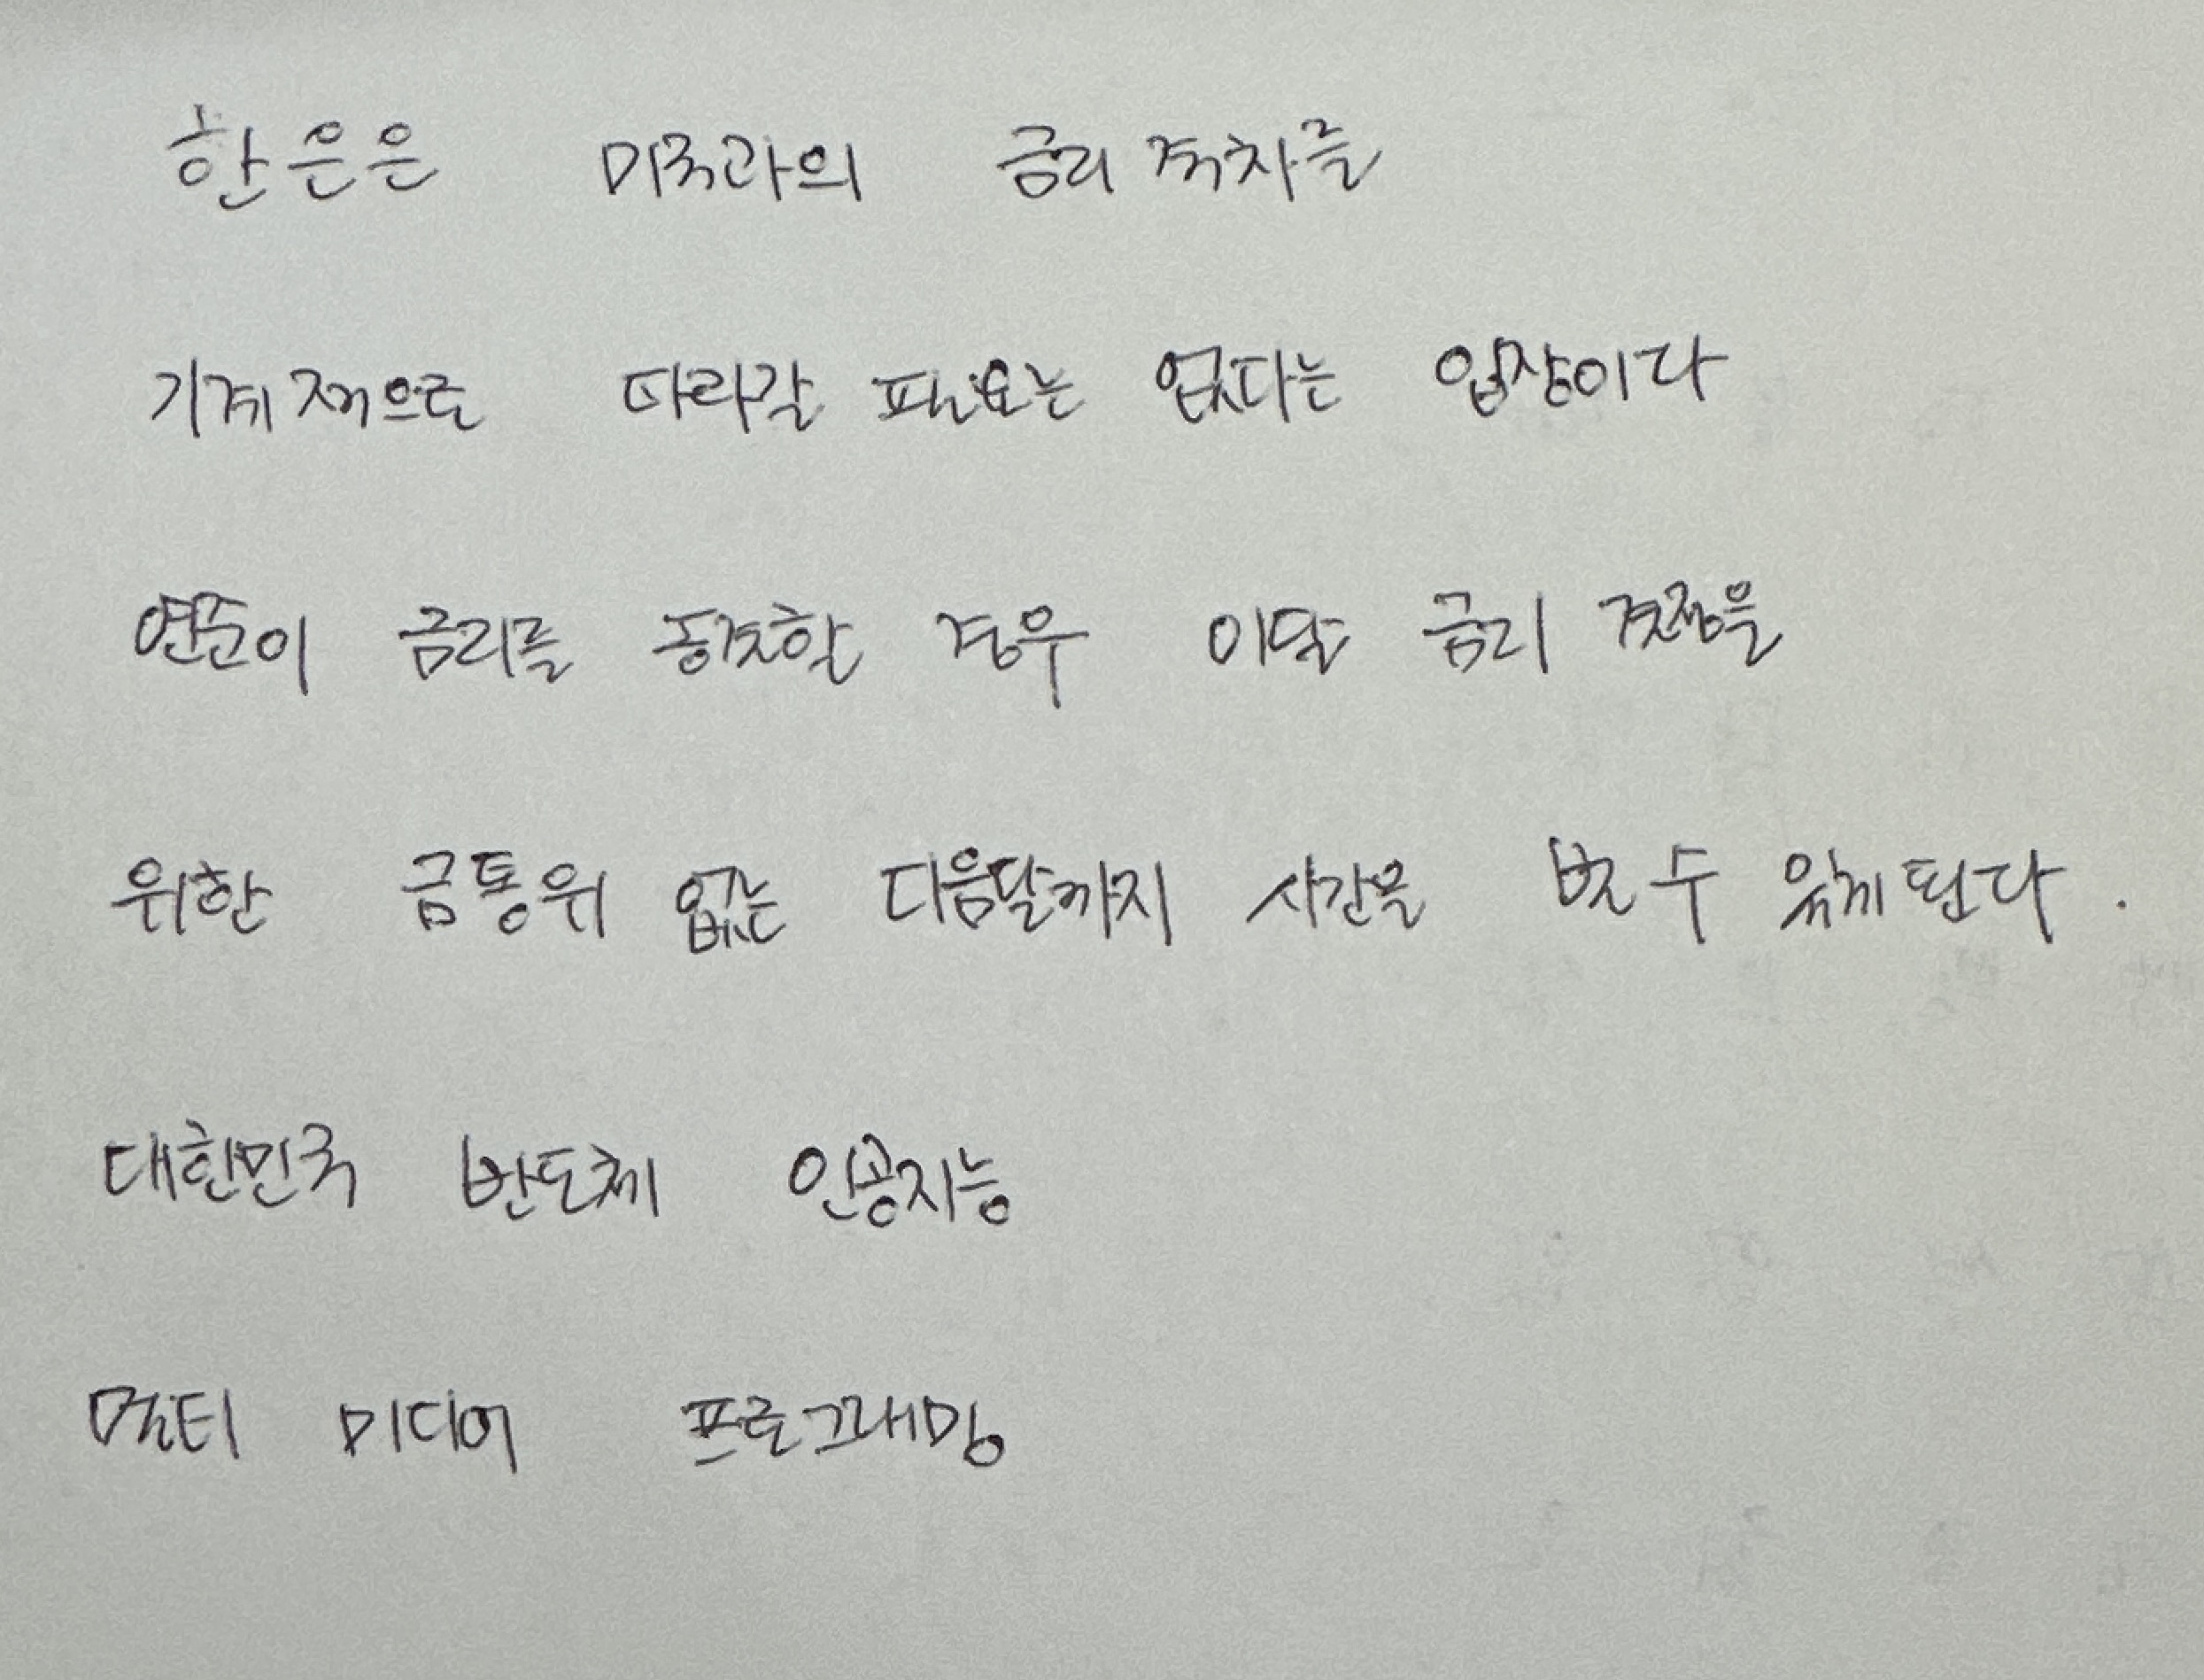 한은은 미국과의 금리 격차를
기계적으로 따라갈 필요는 없다는 입장이다
연준이 금리를 동결할 경우 이달 금리 결정을
위한 금통위 없는 다음달까지 시간을 벌 수 있게 된다.
대한민국 반도체 인공지능
멀티 미디어 프로그래밍